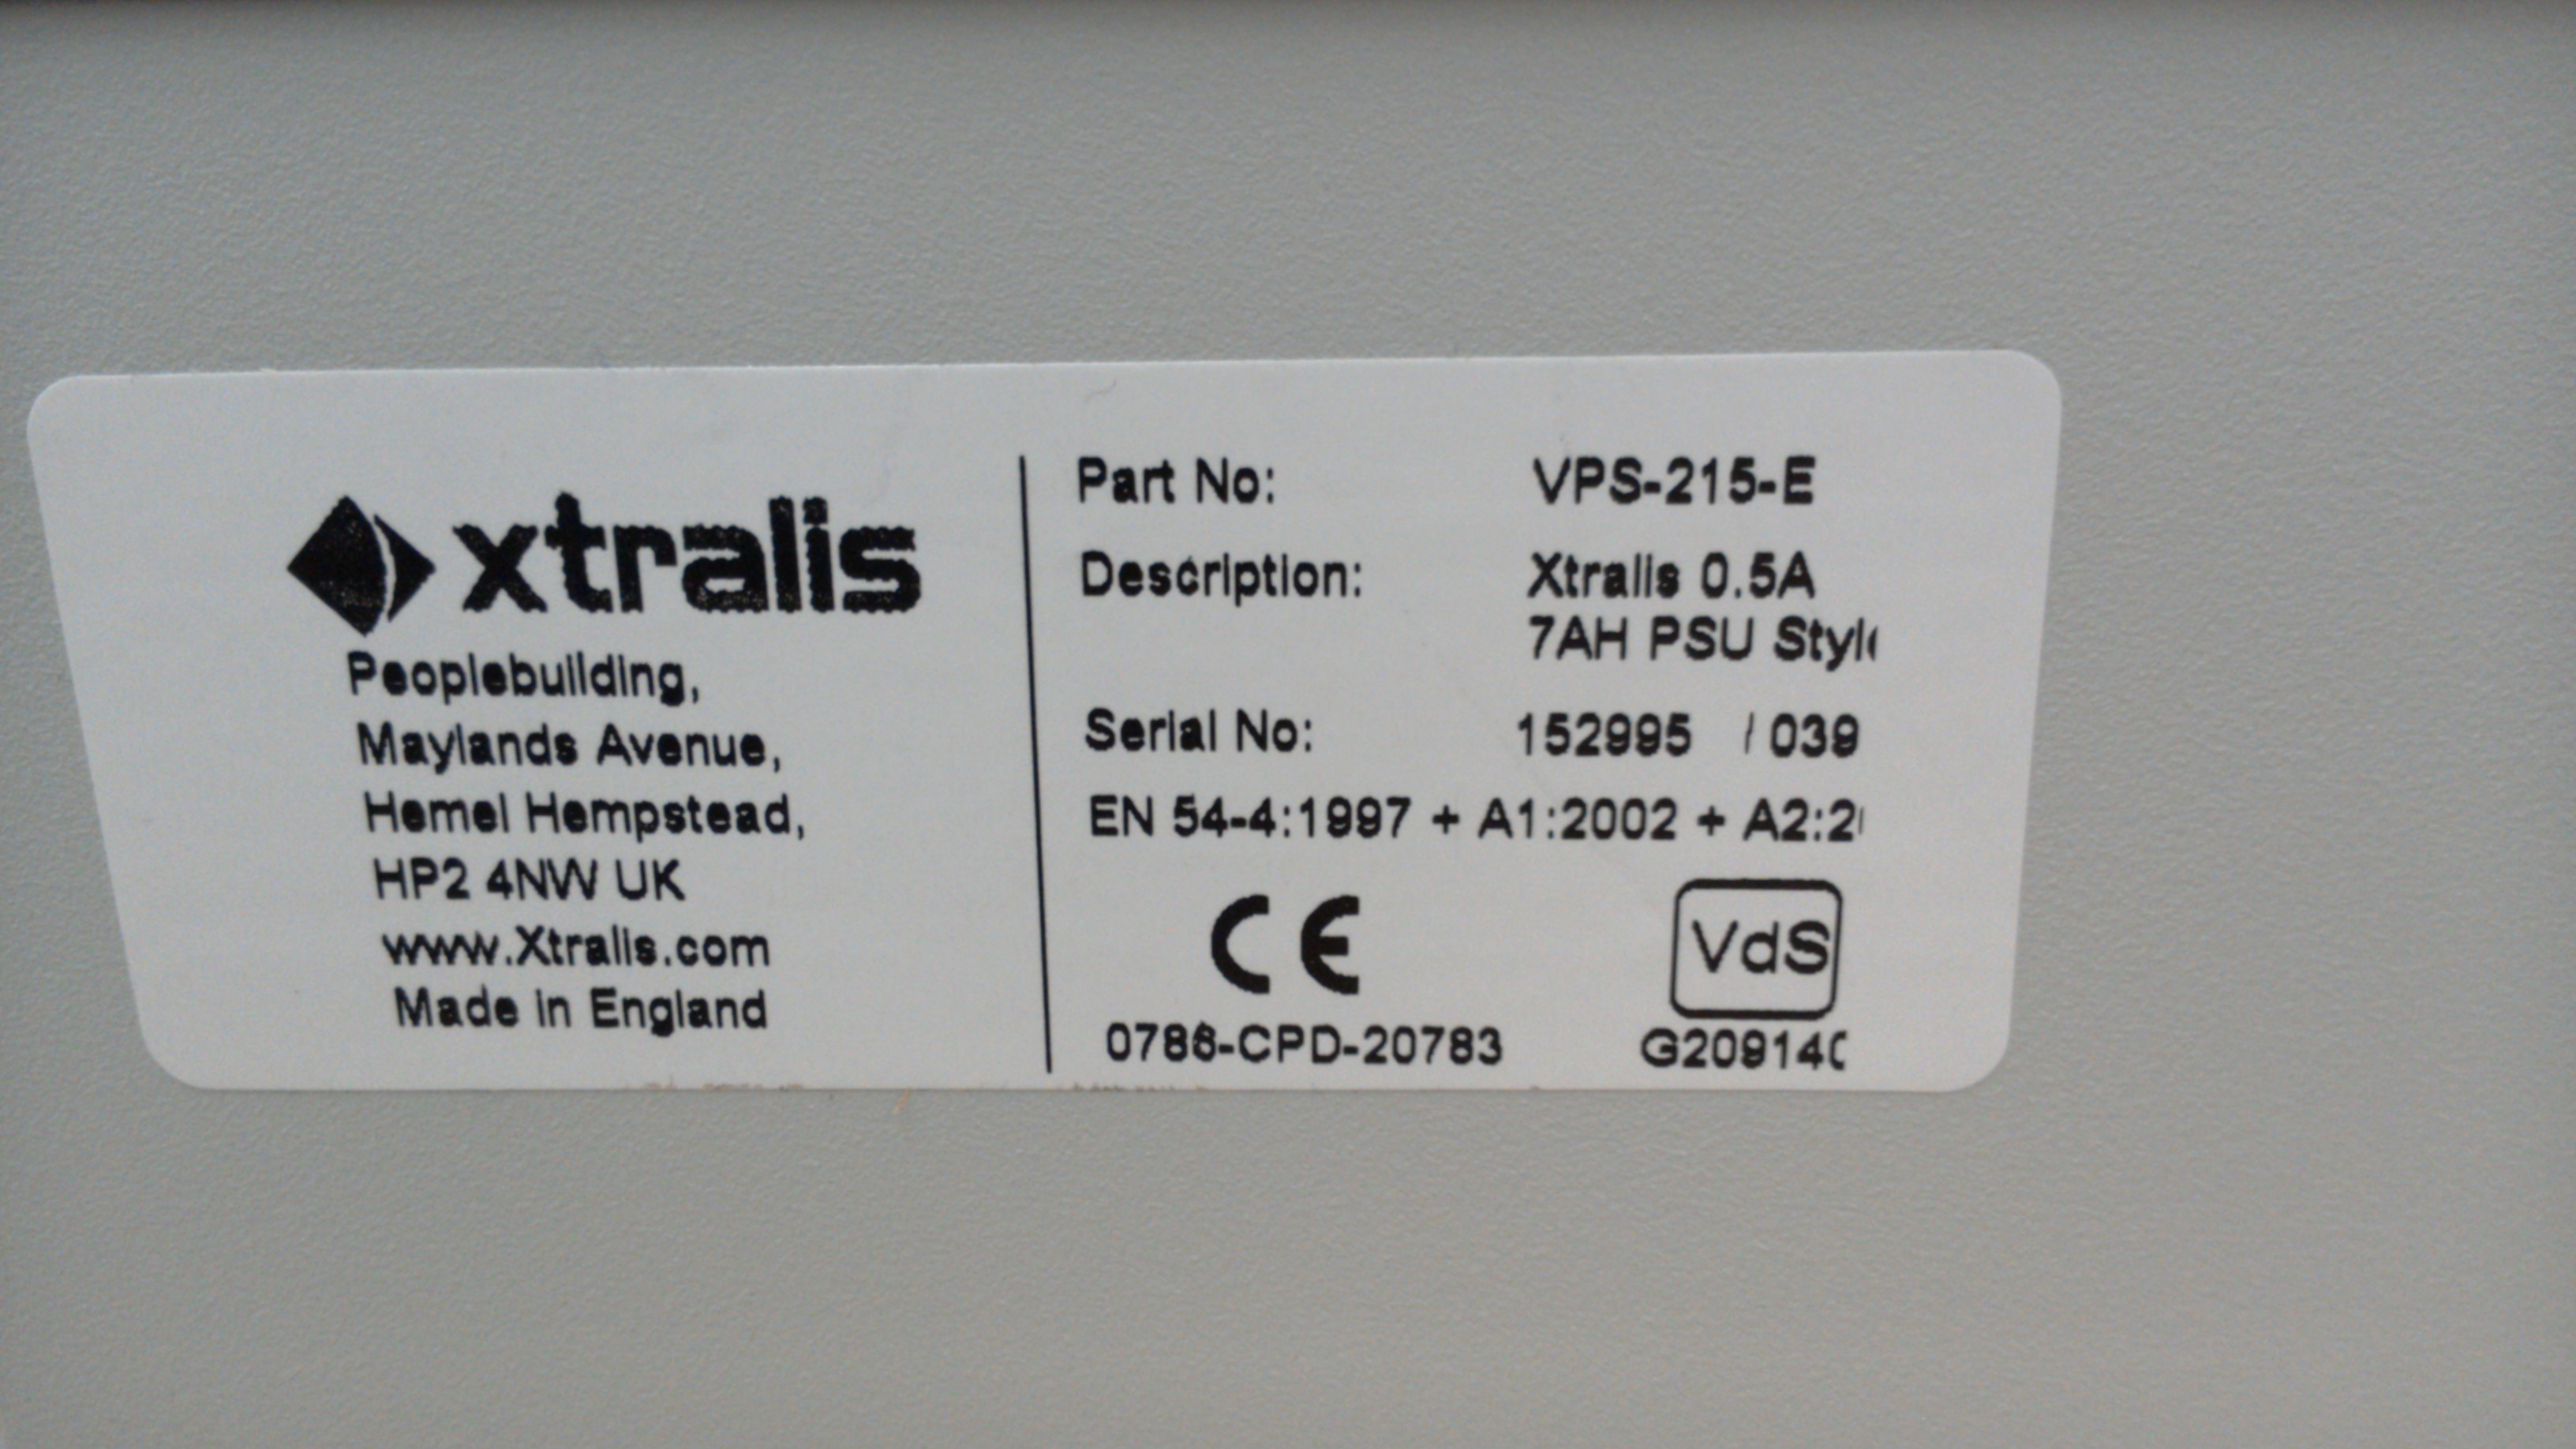 xtralis
Peoplebuilding,
Maylands Avenue,
Hemel Hempstead,
HP2 4NW UK
www.Xtralis.com
Made in England
Part No: VPS-215-E
Description: Xtralis 0.5A
7AH PSU
Serial No: 152995 / 039
EN 54-4:1997 + A1:2002 +
CE
VdS
0786-CPD-20783